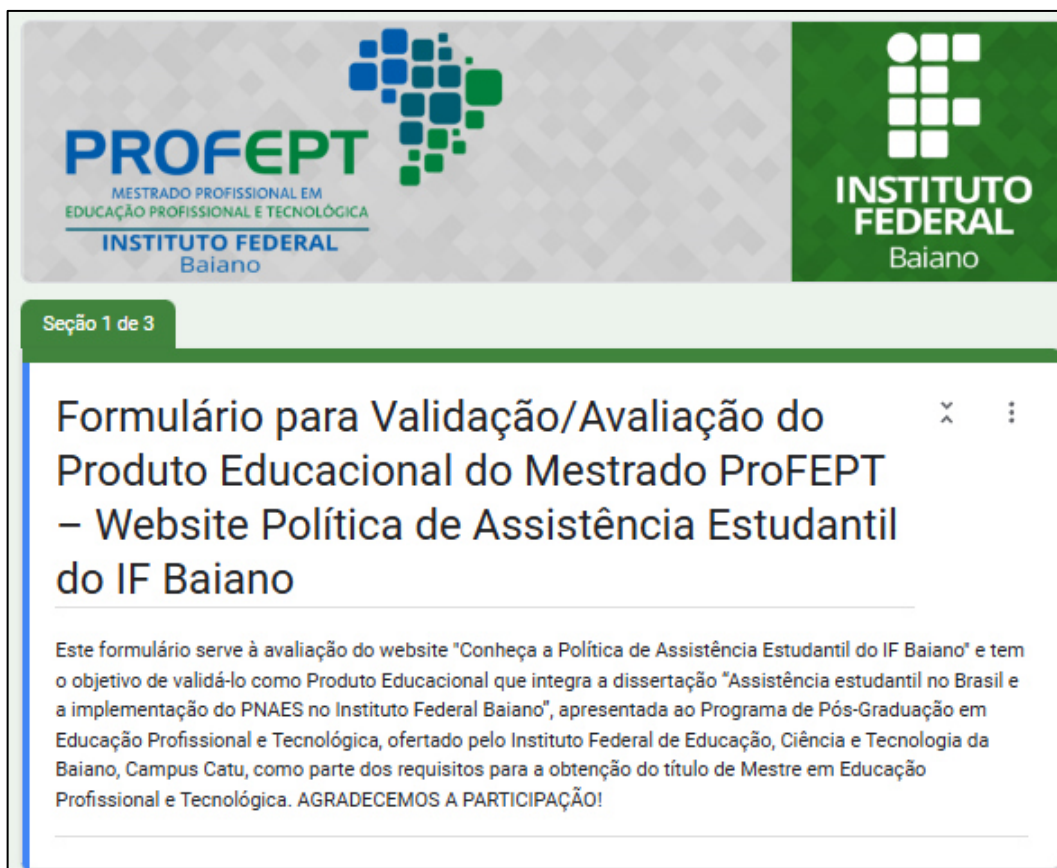 PROFEPT
MESTRADO PROFISSIONAL EM
EDUCAÇÃO PROFISSIONAL E TECNOLÓGICA
INSTITUTO FEDERAL
Baiano
INSTITUTO
FEDERAL
Baiano
Seção 1 de 3
Formulário para Validação/Avaliação do
Produto Educacional do Mestrado ProFEPT
– Website Política de Assistência Estudantil
do IF Baiano
Este formulário serve à avaliação do website "Conheça a Política de Assistência Estudantil do IF Baiano" e tem
o objetivo de validá-lo como Produto Educacional que integra a dissertação “Assistência estudantil no Brasil e
a implementação do PNAES no Instituto Federal Baiano”, apresentada ao Programa de Pós-Graduação em
Educação Profissional e Tecnológica, ofertado pelo Instituto Federal de Educação, Ciência e Tecnologia da
Baiano, Campus Catu, como parte dos requisitos para a obtenção do título de Mestre em Educação
Profissional e Tecnológica. AGRADECEMOS A PARTICIPAÇÃO!